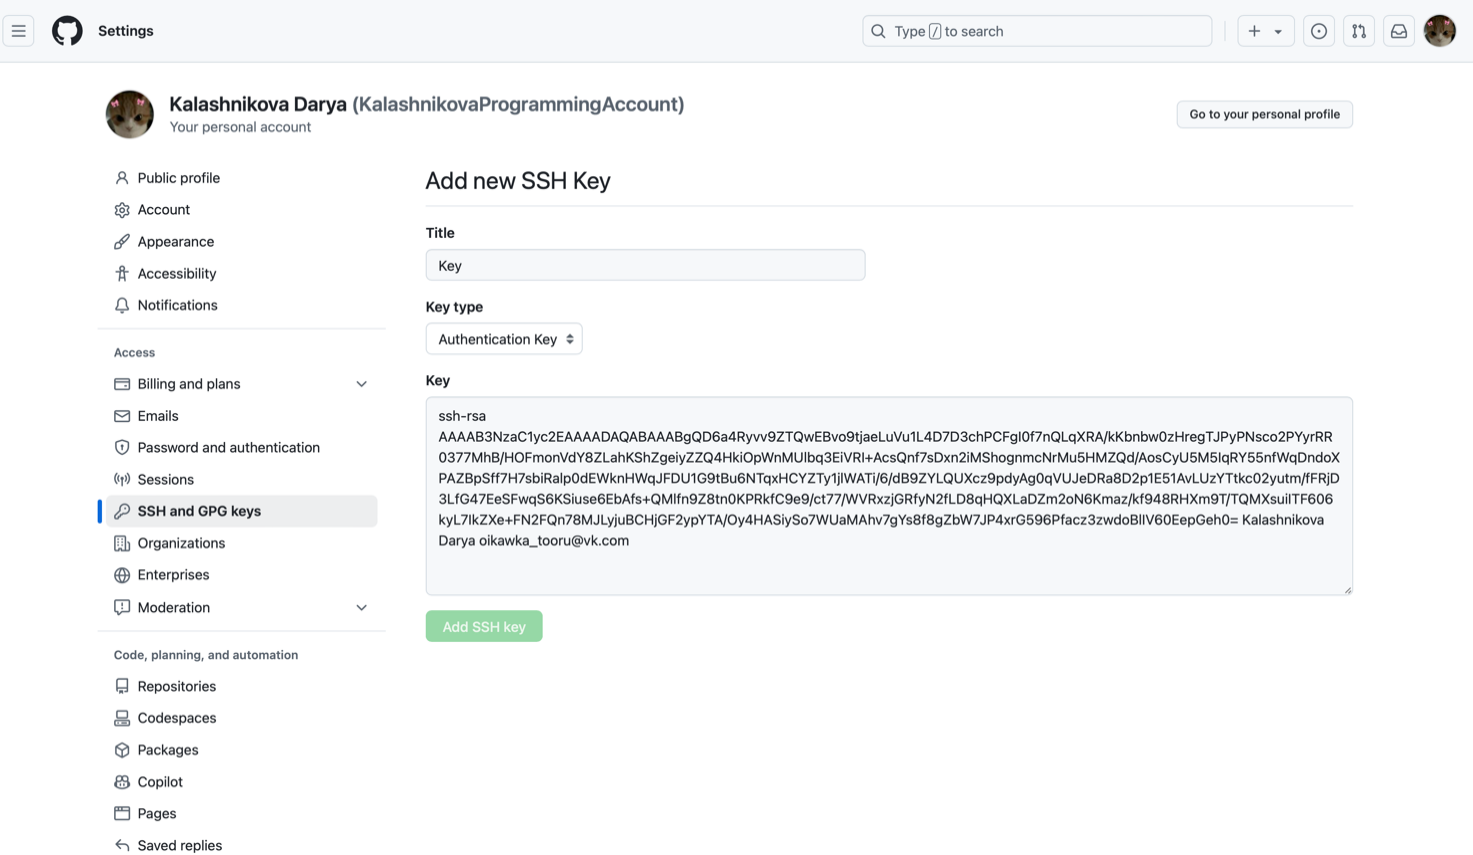 Settings
Type / to search
Kalashnikova Darya (KalashnikovaProgrammingAccount)
Your personal account
Go to your personal profile
Public profile
Account
Appearance
Accessibility
Notifications
Access
Billing and plans
Emails
Password and authentication
Sessions
SSH and GPG keys
Organizations
Enterprises
Moderation
Code, planning, and automation
Repositories
Codespaces
Packages
Copilot
Pages
Saved replies
Add new SSH Key
Title
Key
Key type
Authentication Key
Key
ssh-rsa
AAAAB3NzaC1yc2EAAAADAQABAAABgQD6a4Ryvv9ZTQwEBvo9tjaeLuVu1L4D7D3chPCFgI0f7nQLqXRA/kKbnbw0zHregTJPyPNsco2PYyrRR
0377MhB/HOFmonVdY8ZLahKShZgeiyZZQ4HkiOpWnMUlbq3EiVRI+AcsQnf7sDxn2iMShognmcNrMu5HMZQd/AosCyU5M5IqRY55nfWqDndoX
PAZBpSff7H7sbiRalp0dEWknHWqJFDU1G9tBu6NTqxHCYZTy1jlWATi/6/dB9ZYLQUXcz9pdyAg0qVUJeDRa8D2p1E51AvLUzYTtkc02yutm/fFRjD
3LfG47EeSFwqS6KSiuse6EbAfs+QMlfn9Z8tn0KPRkfC9e9/ct77/WVRxzjGRfyN2fLD8qHQXLaDZm2oN6Kmaz/kf948RHXm9T/TQMXsuilTF606
kyL7lkZXe+FN2FQn78MJLyjuBCHjGF2ypYTA/Oy4HASiySo7WUaMAhv7gYs8f8gZbW7JP4xrG596Pfacz3zwdoBlIV60EepGeh0= Kalashnikova
Darya oikawka_tooru@vk.com
Add SSH key